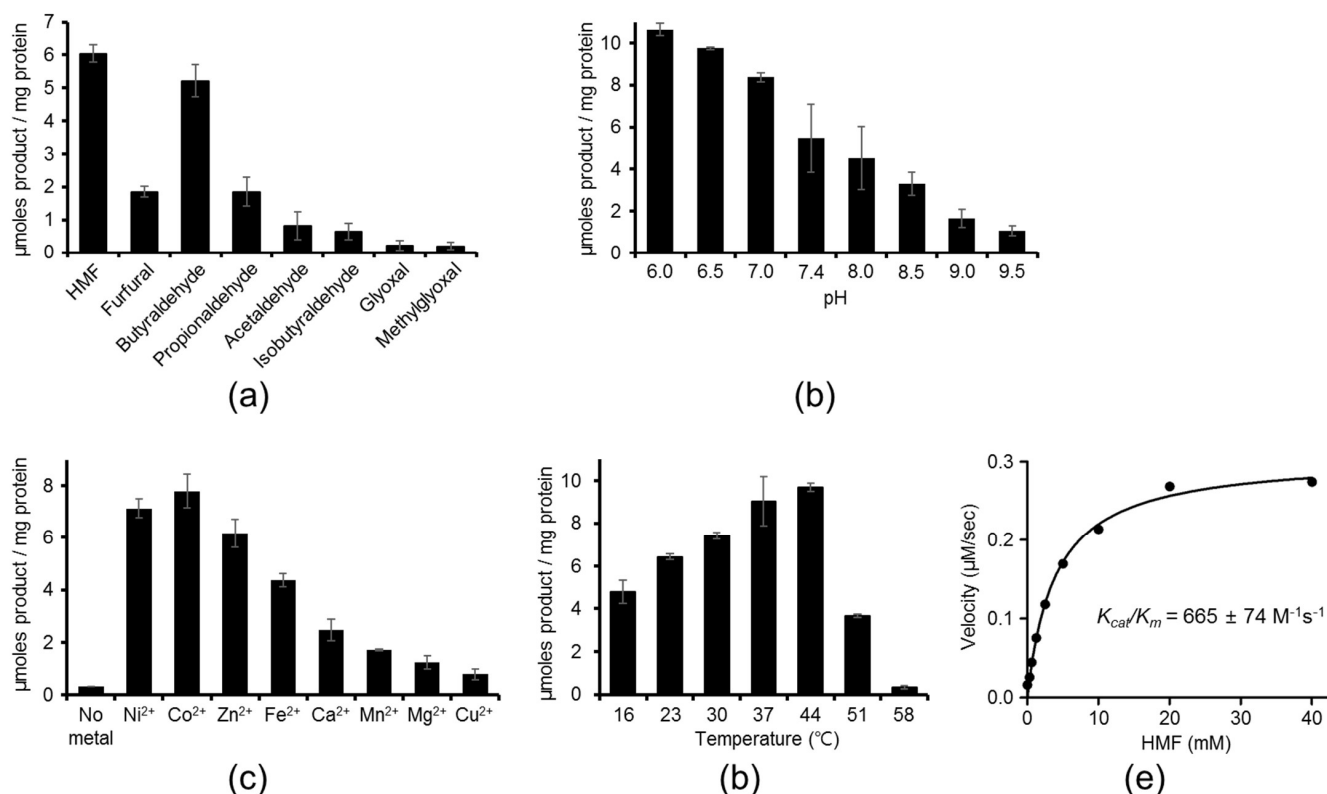 μmoles product / mg protein
7
6
5
4
3
2
1
0
HMF
Furfural
Butyraldehyde
Propionaldehyde
Acetaldehyde
Isobutyraldehyde
Glyoxal
Methylglyoxal
(a)
μmoles product / mg protein
10
8
6
4
2
0
6.0 6.5 7.0 7.4 8.0 8.5 9.0 9.5
pH
(b)
μmoles product / mg protein
8
6
4
2
0
No metal Ni²⁺ Co²⁺ Zn²⁺ Fe²⁺ Ca²⁺ Mn²⁺ Mg²⁺ Cu²⁺
(c)
μmoles product / mg protein
10
8
6
4
2
0
16 23 30 37 44 51 58
Temperature (℃)
(b)
Velocity (μM/sec)
0.3
0.2
0.1
0.0
Kcat/Km = 665 ± 74 M⁻¹s⁻¹
0 10 20 30 40
HMF (mM)
(e)